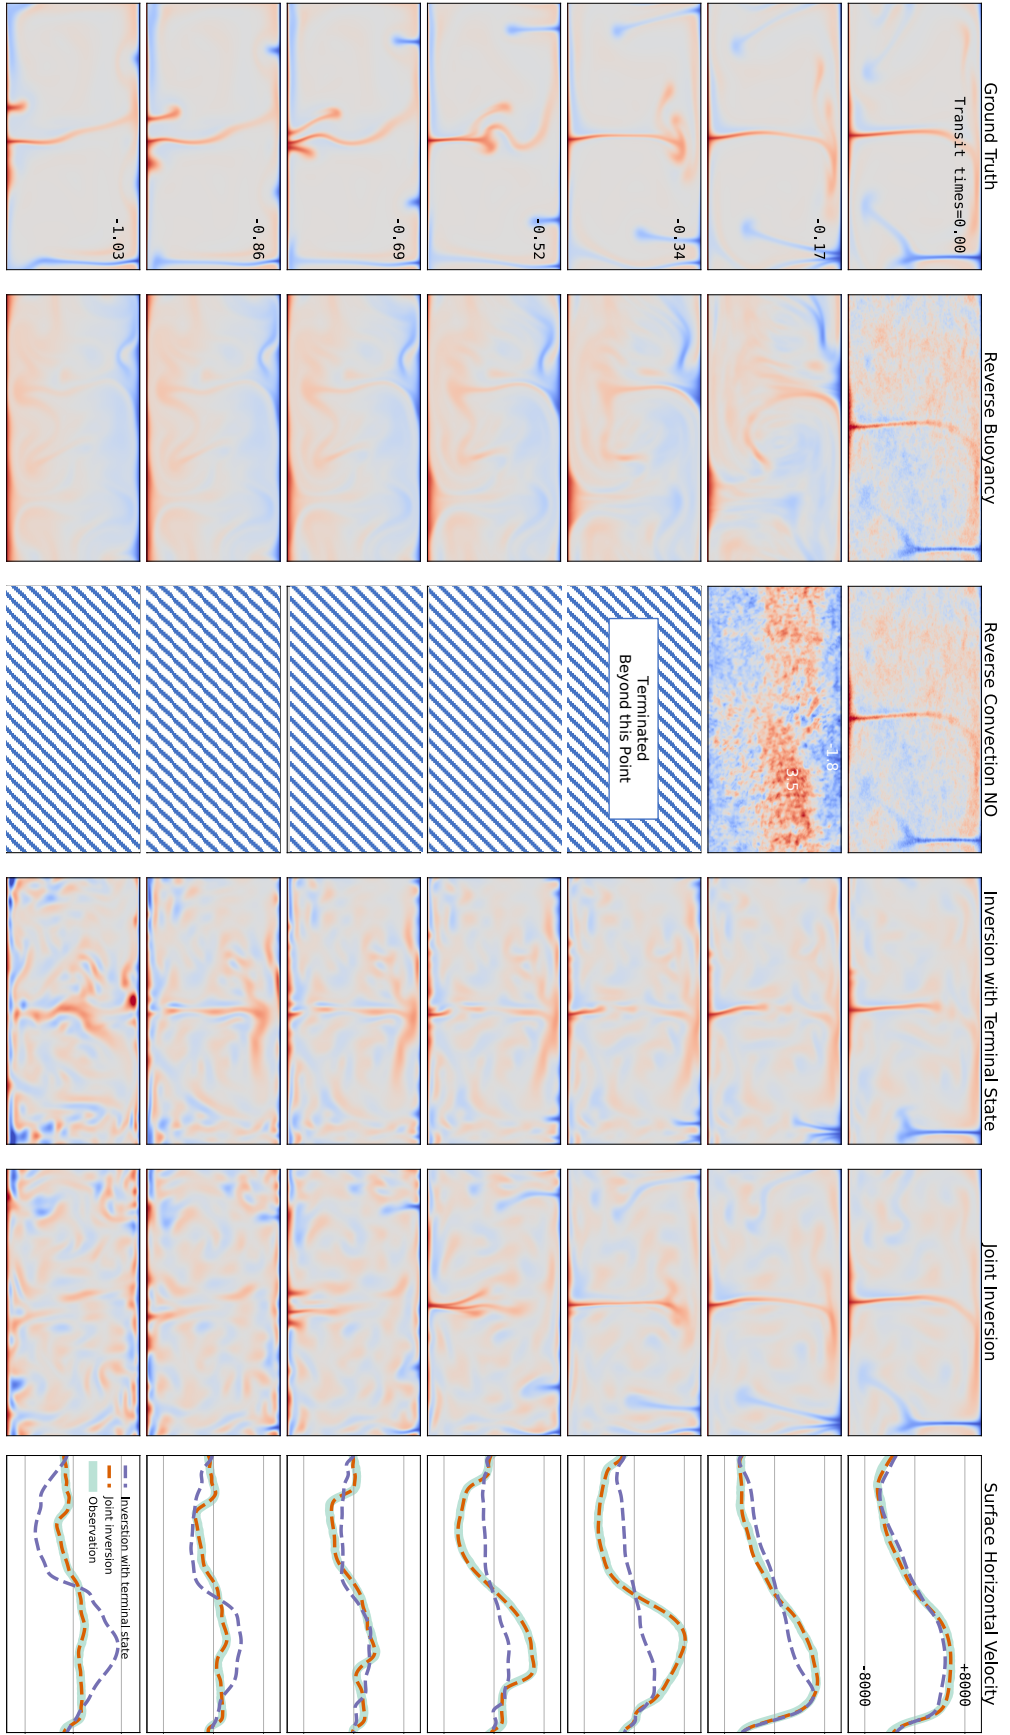 Ground Truth
Reverse Buoyancy
Reverse Convection NO
Inversion with Terminal State
Joint Inversion
Surface Horizontal Velocity
Transit times=0.00
+8000
-8000
-0.17
-1.8
3.5
-0.34
Terminated
Beyond this Point
-0.52
-0.69
-0.86
-1.03
Inverstion with terminal state
Joint inversion
Observation